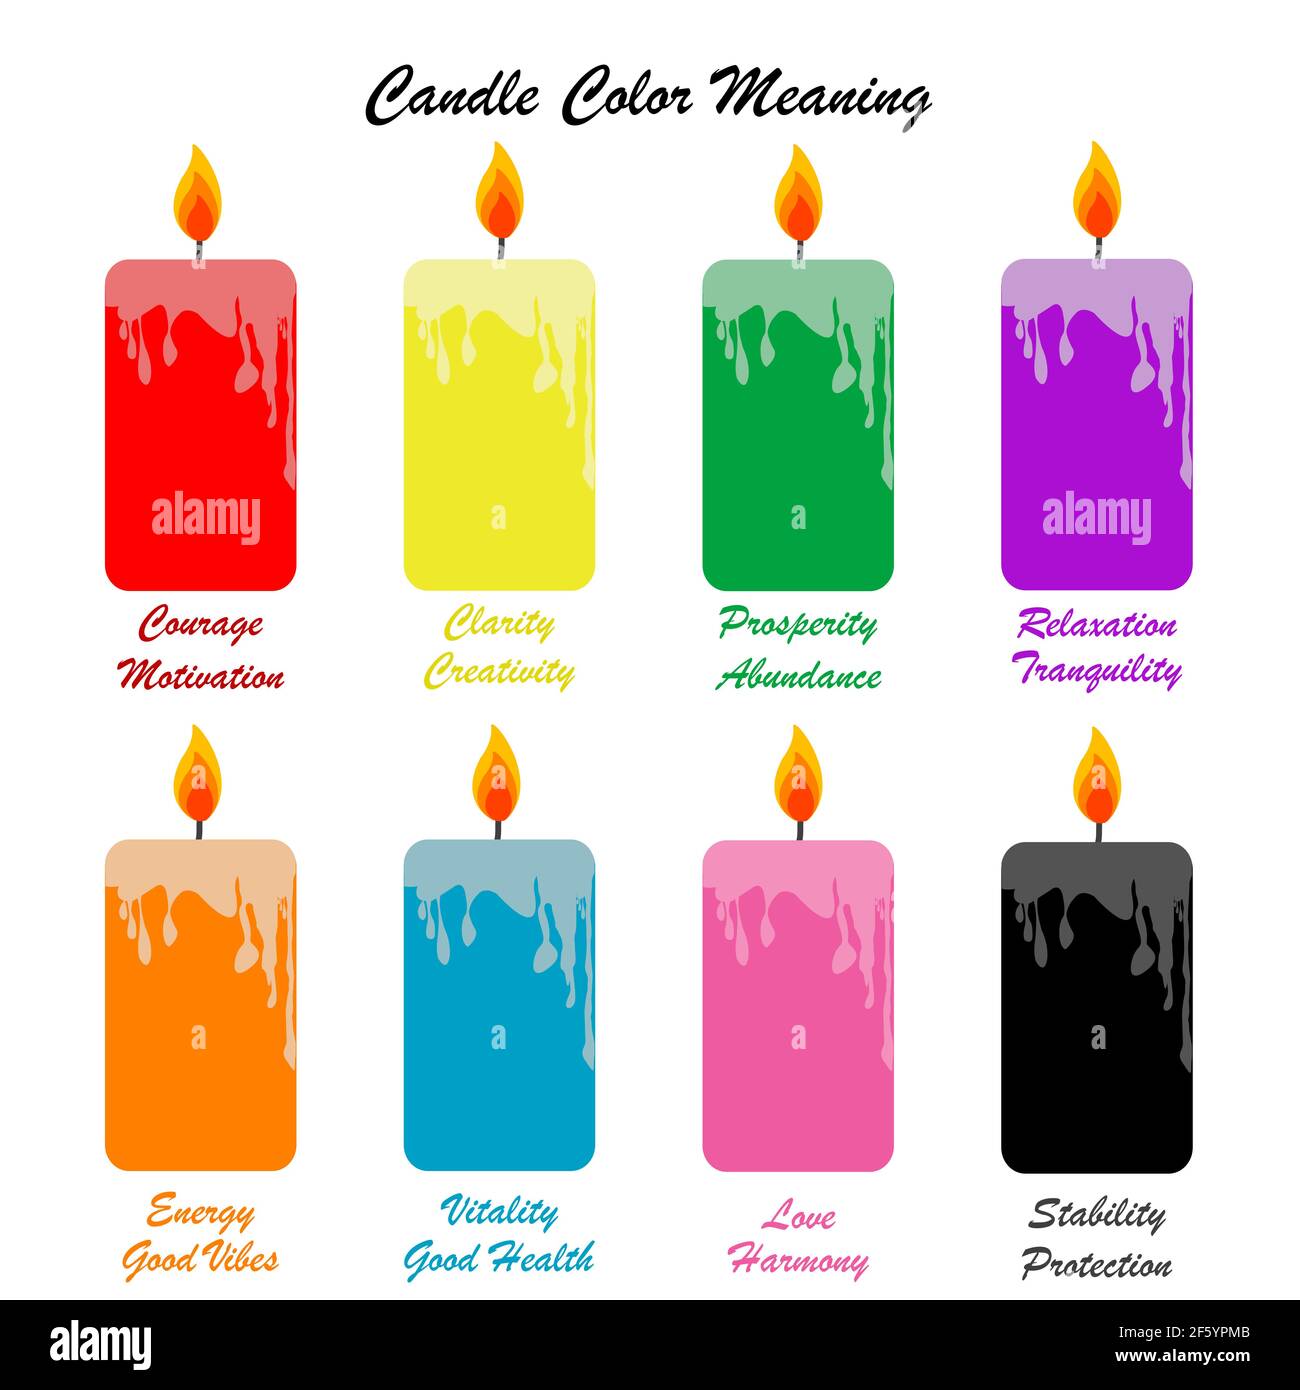 Candle Color Meaning
alamy
a
a
alamy
Courage
Motivation
Clarity
Creativity
Prosperity
Abundance
Relaxation
Tranquility
a
a
a
a
Energy
Good Vibes
Vitality
Good Health
Love
Harmony
Stability
Protection
alamy
Image ID: 2F5YPMB
www.alamy.com